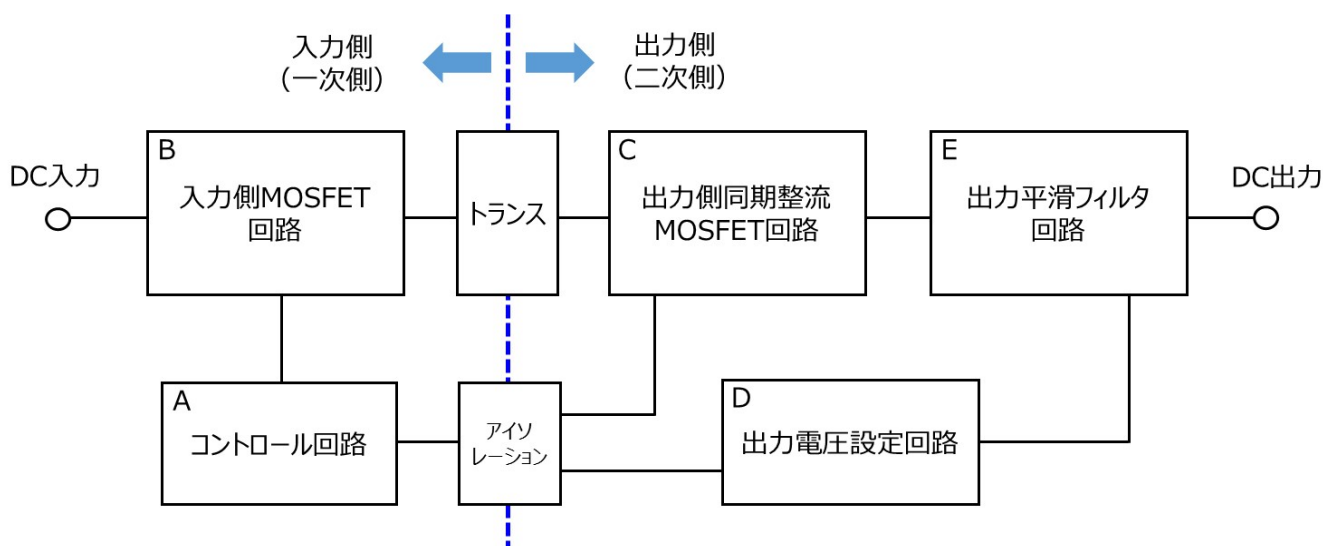 入力側
(一次側)
出力側
(二次側)
DC入力
B
入力側MOSFET
回路
トランス
C
出力側同期整流
MOSFET回路
E
出力平滑フィルタ
回路
DC出力
A
コントロール回路
アイソ
レーション
D
出力電圧設定回路